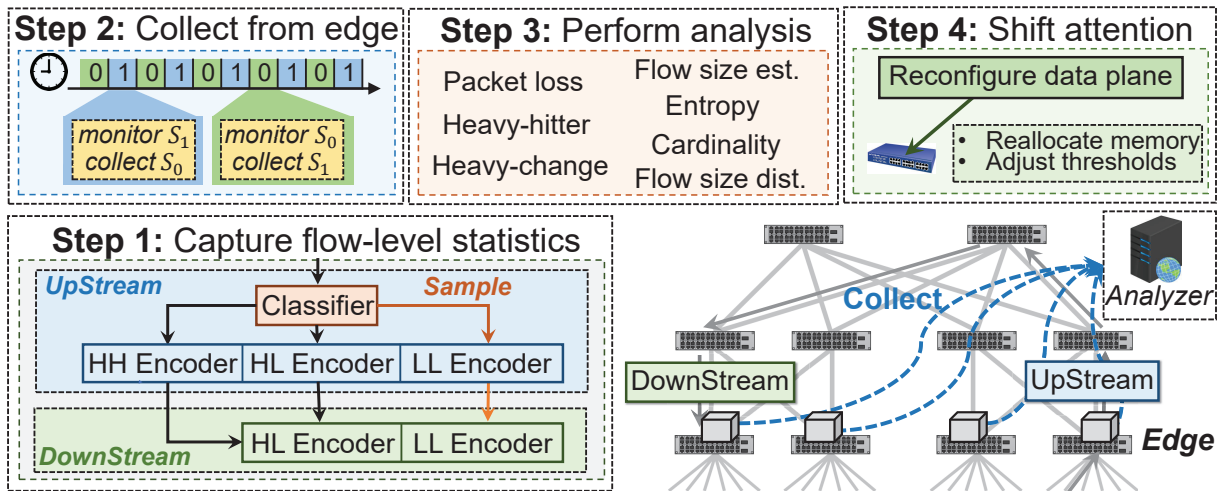 Step 2: Collect from edge
0 1 0 1 0 1 0 1 0 1
monitor S₁
collect S₀
monitor S₀
collect S₁
Step 3: Perform analysis
Packet loss
Heavy-hitter
Heavy-change
Flow size est.
Entropy
Cardinality
Flow size dist.
Step 4: Shift attention
Reconfigure data plane
• Reallocate memory
• Adjust thresholds
Step 1: Capture flow-level statistics
UpStream
Sample
Classifier
HH Encoder HL Encoder LL Encoder
HL Encoder LL Encoder
DownStream
Collect
Analyzer
DownStream
UpStream
Edge